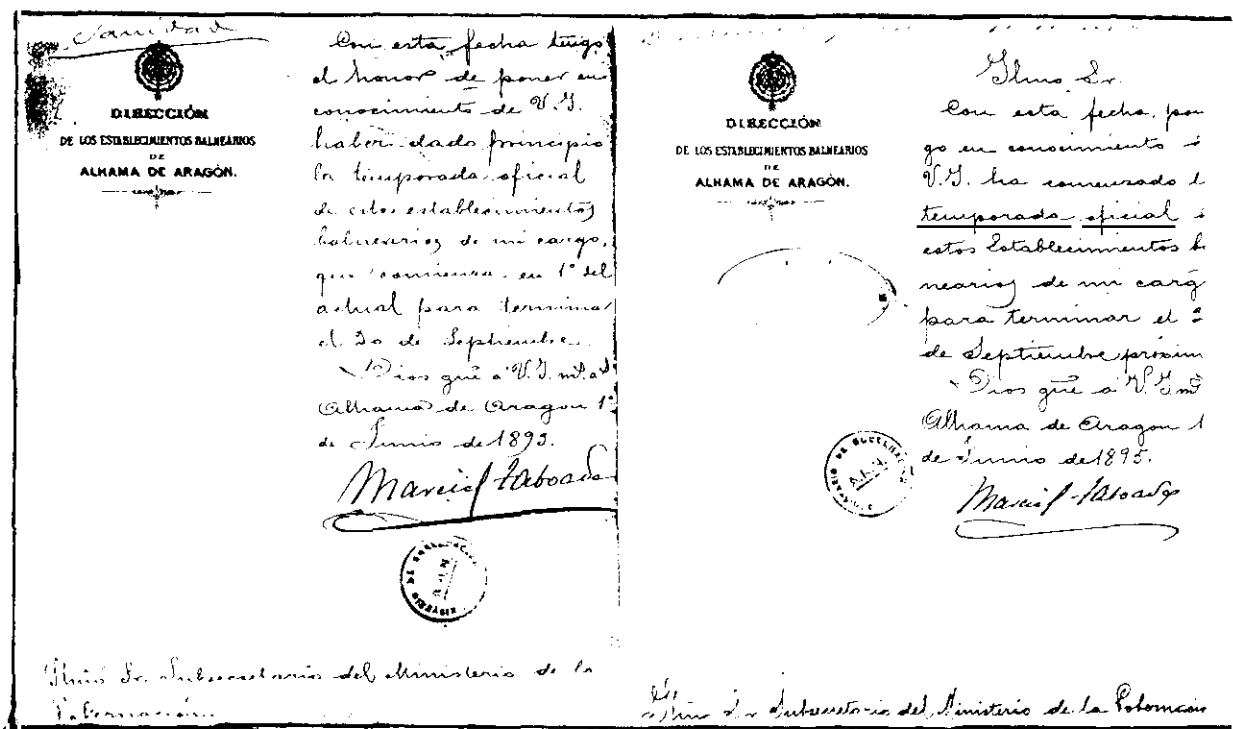 Sanidad
DIRECCIÓN
DE LOS ESTABLECIMIENTOS BALNEARIOS
DE
ALHAMA DE ARAGÓN.
Con esta fecha tengo
el honor de poner en
conocimiento de V.I.
haber dado principio
la temporada oficial
de estos establecimientos
balnearios de mi cargo,
que comienza en 1º del
actual para terminar
el 30 de Septiembre.
Dios gue a V.I. ms. as
Alhama de Aragon 1º
de Junio de 1893.
Marcial Taboada
Ilmo Sr. Subsecretario del Ministerio de la
Gobernación
DIRECCIÓN
DE LOS ESTABLECIMIENTOS BALNEARIOS
DE
ALHAMA DE ARAGÓN.
Ilmo Sr.
Con esta fecha, pon
go en conocimiento
V.I. ha comenzado l
temporada oficial
estos Establecimientos b
nearios de mi carg
para terminar el
de Septiembre próxim
Dios gue a V.I. ms
Alhama de Aragon 1
de Junio de 1895.
Marcial Taboada
Ilmo Sr Subsecretario del Ministerio de la Gobernación